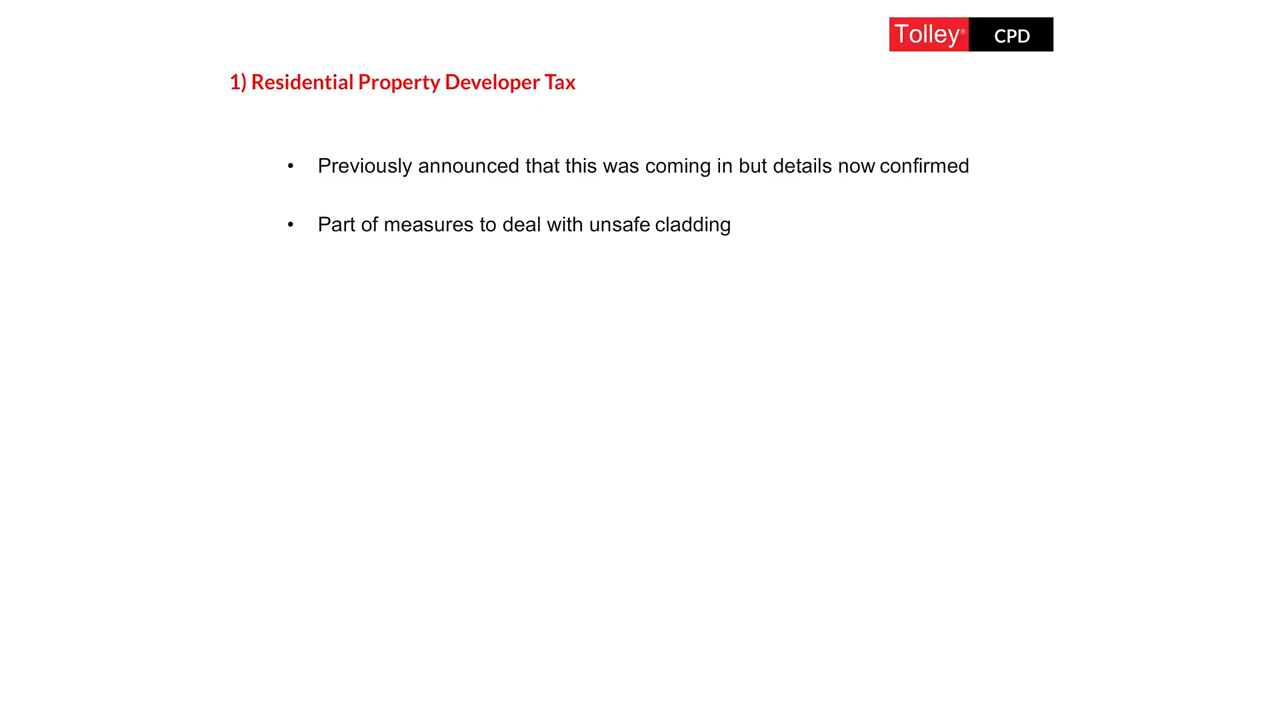 Tolley® CPD
1) Residential Property Developer Tax
• Previously announced that this was coming in but details now confirmed
• Part of measures to deal with unsafe cladding